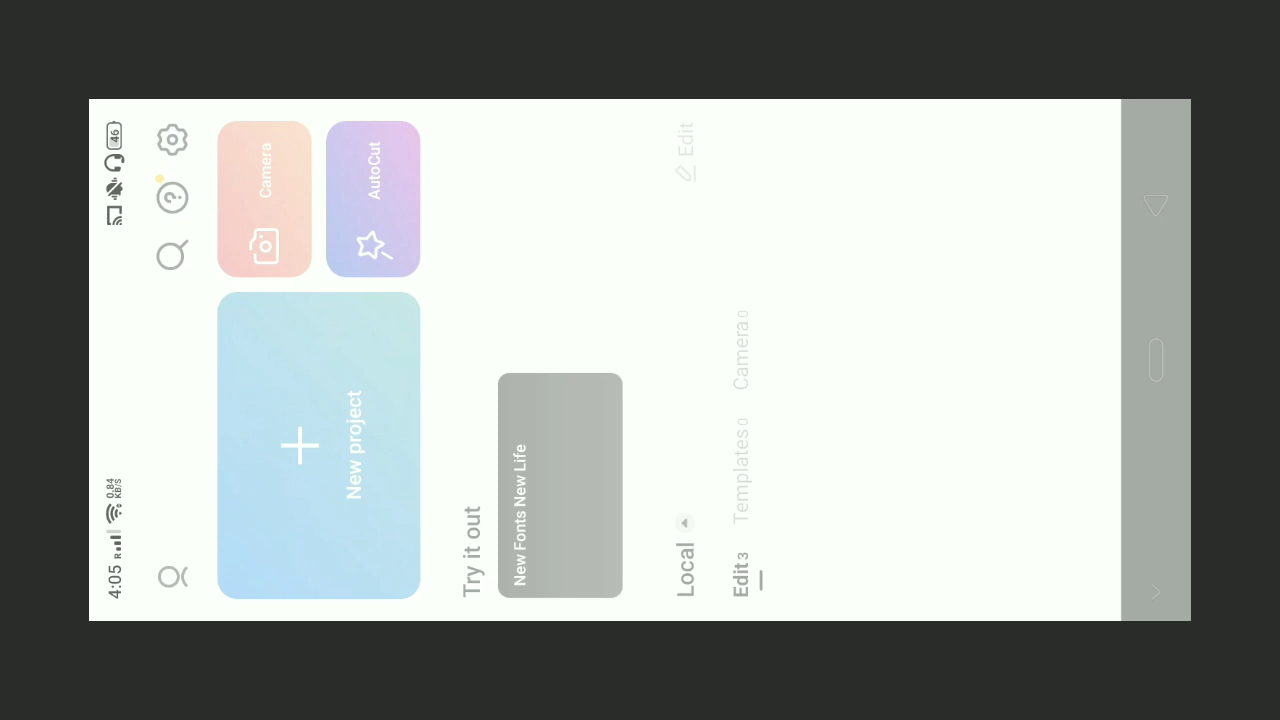 4:05 R 0.84 KB/S 46
New project
Camera
AutoCut
Try it out
New Fonts New Life
Local
Edit
Edit 3 Templates 0 Camera 0